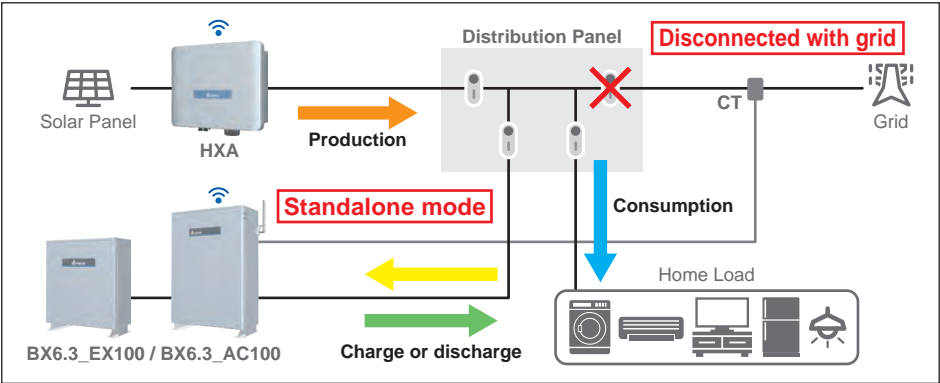 Distribution Panel
Disconnected with grid
Solar Panel
HXA
Production
CT
Grid
Standalone mode
Consumption
Home Load
BX6.3_EX100 / BX6.3_AC100
Charge or discharge